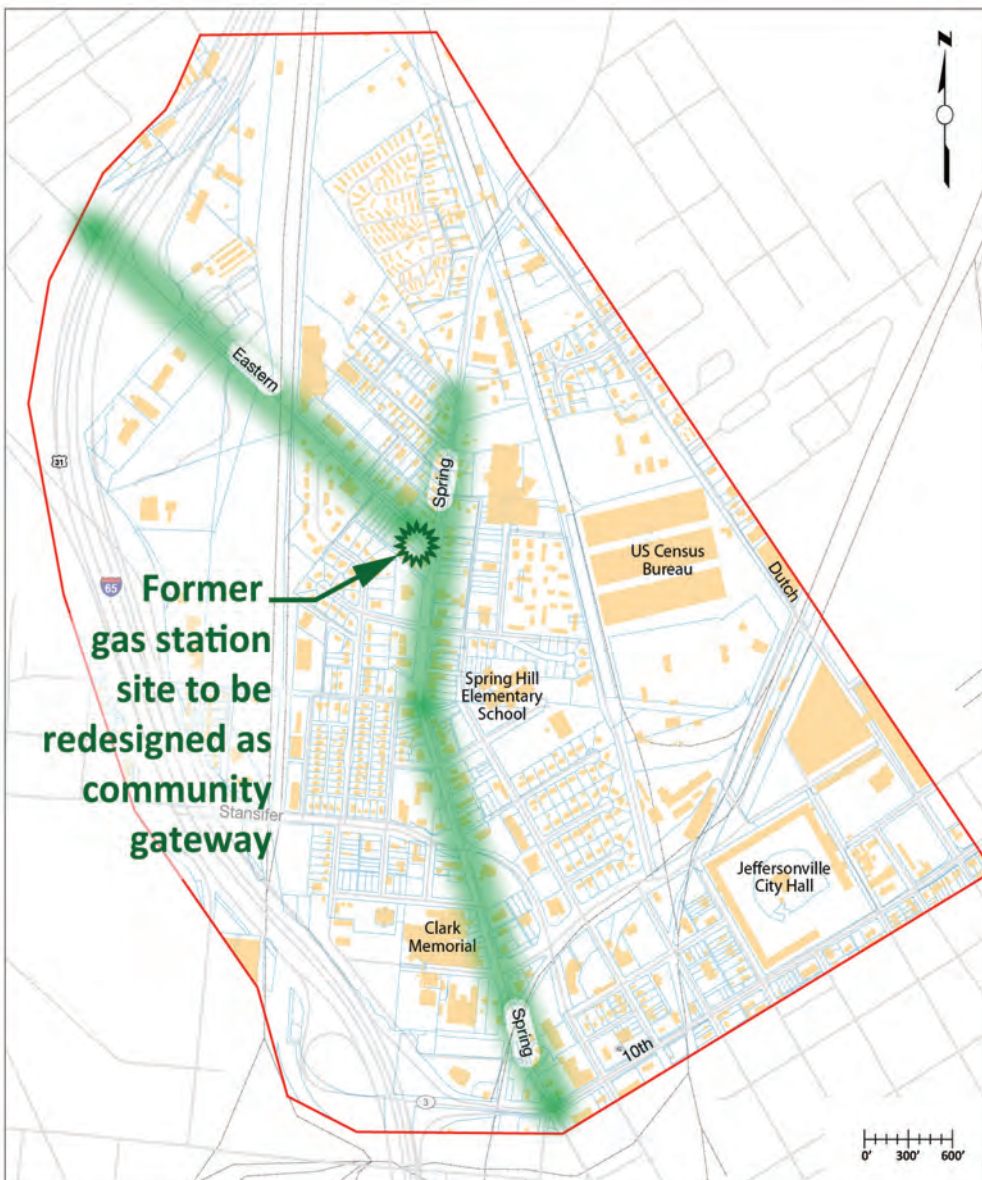 N
Eastern
Spring
31
US Census
Bureau
Dutch
65
Former
gas station
site to be
redesigned as
community
gateway
Spring Hill
Elementary
School
Stansifer
Jeffersonville
City Hall
Clark
Memorial
Spring
10th
3
0' 300' 600'